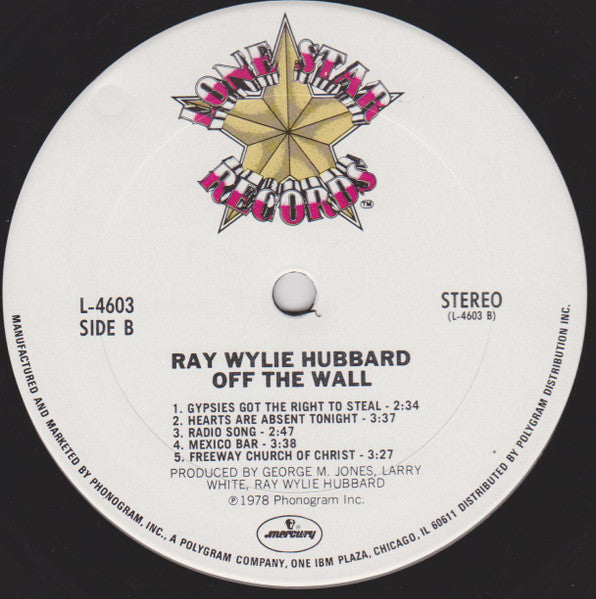 LONE STAR
RECORDS
TM
L-4603
SIDE B
STEREO
(L-4603 B)
RAY WYLIE HUBBARD
OFF THE WALL
1. GYPSIES GOT THE RIGHT TO STEAL - 2:34
2. HEARTS ARE ABSENT TONIGHT - 3:37
3. RADIO SONG - 2:47
4. MEXICO BAR - 3:38
5. FREEWAY CHURCH OF CHRIST - 3:27
PRODUCED BY GEORGE M. JONES, LARRY
WHITE, RAY WYLIE HUBBARD
℗1978 Phonogram Inc.
mercury
®
MANUFACTURED AND MARKETED BY PHONOGRAM, INC., A POLYGRAM COMPANY, ONE IBM PLAZA, CHICAGO, IL 60611 DISTRIBUTED BY POLYGRAM DISTRIBUTION INC.